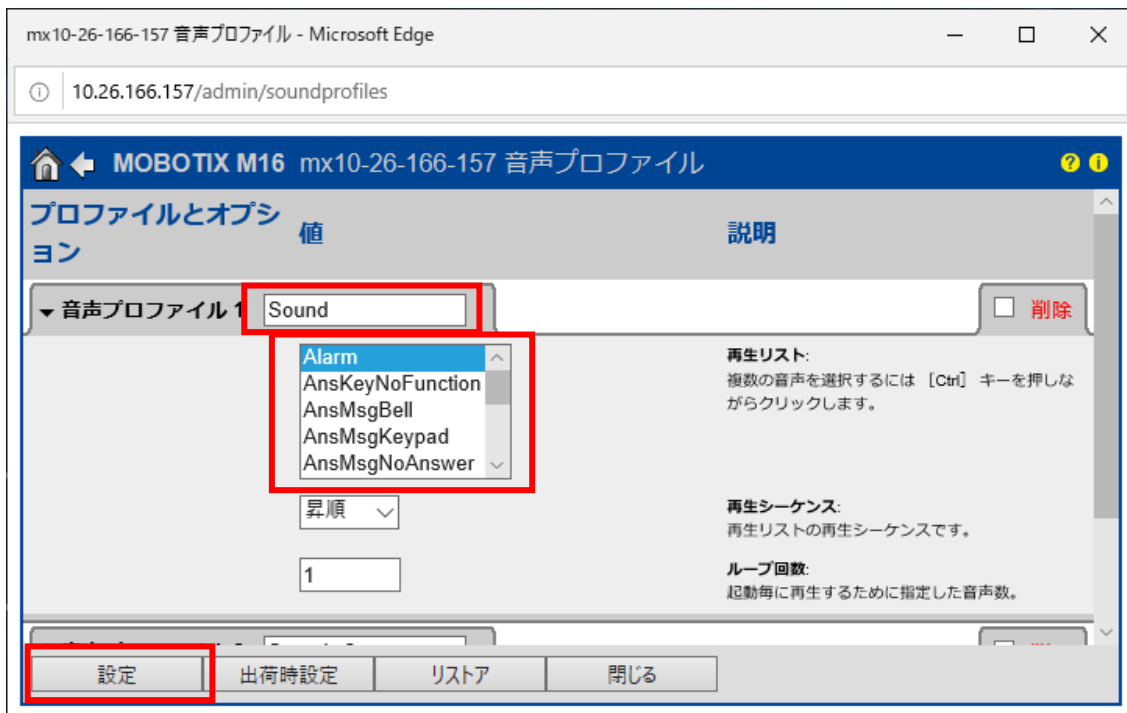 mx10-26-166-157 音声プロファイル - Microsoft Edge
10.26.166.157/admin/soundprofiles
MOBOTIX M16 mx10-26-166-157 音声プロファイル
プロファイルとオプシ
ョン
値
説明
音声プロファイル 1
Sound
削除
Alarm
AnsKeyNoFunction
AnsMsgBell
AnsMsgKeypad
AnsMsgNoAnswer
再生リスト:
複数の音声を選択するには [Ctrl] キーを押しな
がらクリックします。
昇順
再生シーケンス:
再生リストの再生シーケンスです。
1
ループ回数:
起動毎に再生するために指定した音声数。
設定
出荷時設定
リストア
閉じる